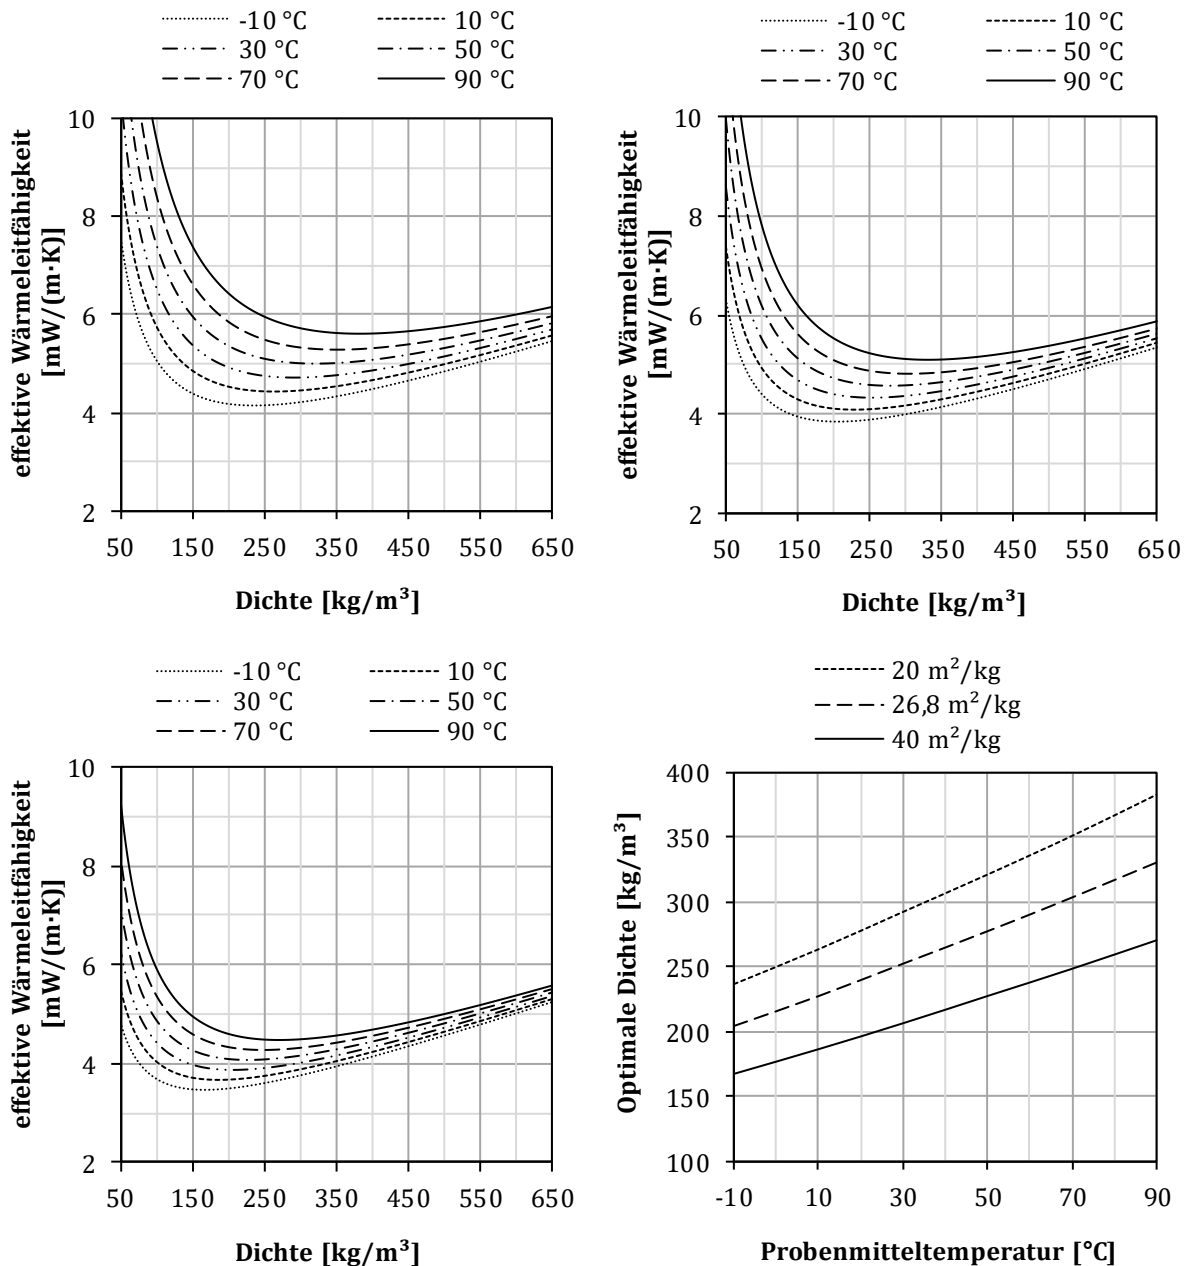 -10 °C 10 °C
30 °C 50 °C
70 °C 90 °C
effektive Wärmeleitfähigkeit
[mW/(m·K)]
10
8
6
4
2
50 150 250 350 450 550 650
Dichte [kg/m³]
-10 °C 10 °C
30 °C 50 °C
70 °C 90 °C
effektive Wärmeleitfähigkeit
[mW/(m·K)]
10
8
6
4
2
50 150 250 350 450 550 650
Dichte [kg/m³]
-10 °C 10 °C
30 °C 50 °C
70 °C 90 °C
effektive Wärmeleitfähigkeit
[mW/(m·K)]
10
8
6
4
2
50 150 250 350 450 550 650
Dichte [kg/m³]
20 m²/kg
26,8 m²/kg
40 m²/kg
Optimale Dichte [kg/m³]
400
350
300
250
200
150
100
-10 10 30 50 70 90
Probenmitteltemperatur [°C]